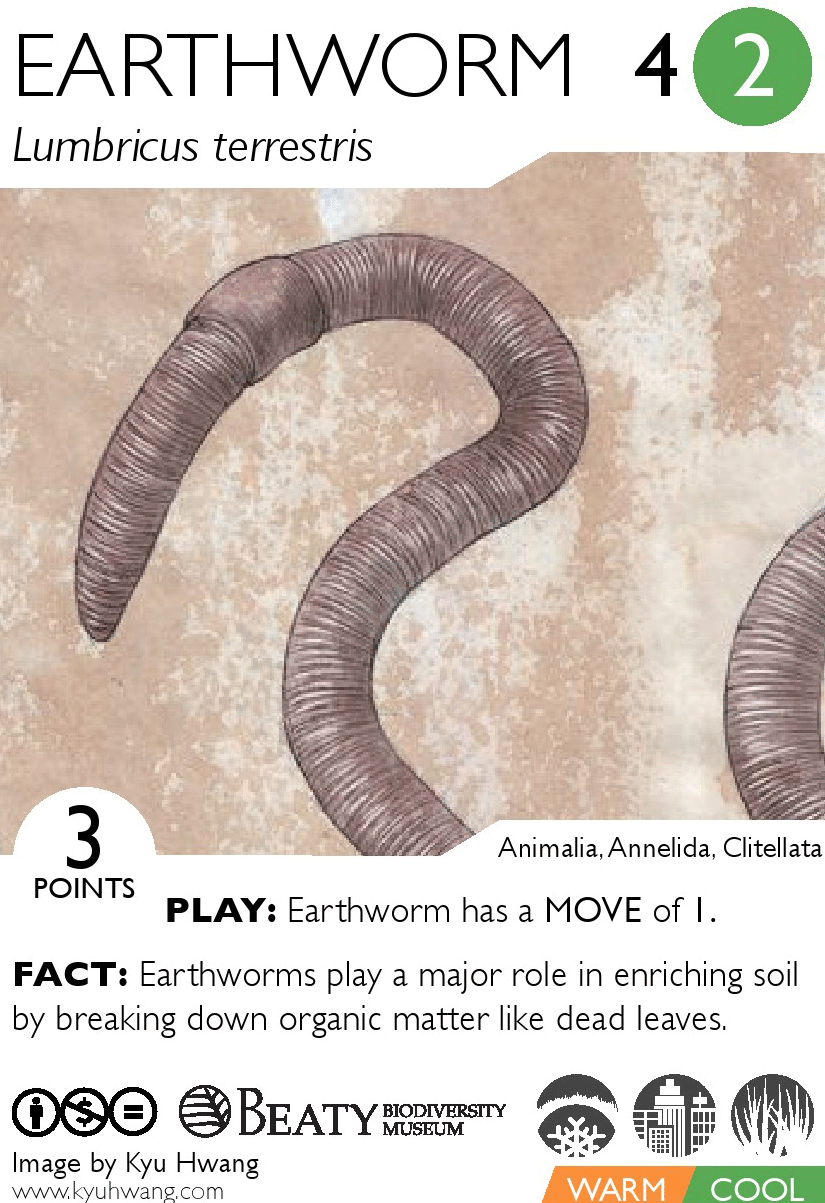 EARTHWORM 4 2
Lumbricus terrestris
3
POINTS
Animalia, Annelida, Clitellata
PLAY: Earthworm has a MOVE of 1.
FACT: Earthworms play a major role in enriching soil
by breaking down organic matter like dead leaves.
BEATY BIODIVERSITY
MUSEUM
Image by Kyu Hwang
www.kyuhwang.com
WARM COOL